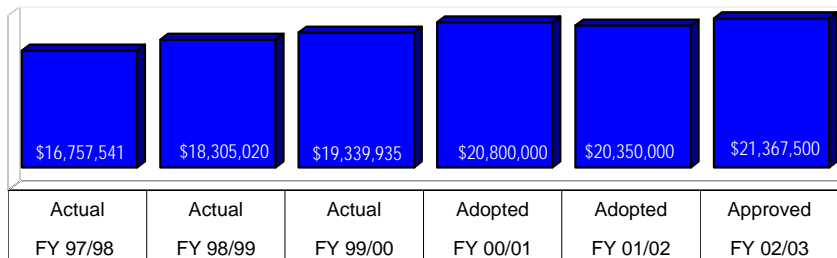 $16,757,541 $18,305,020 $19,339,935 $20,800,000 $20,350,000 $21,367,500
Actual Actual Actual Adopted Adopted Approved
FY 97/98 FY 98/99 FY 99/00 FY 00/01 FY 01/02 FY 02/03